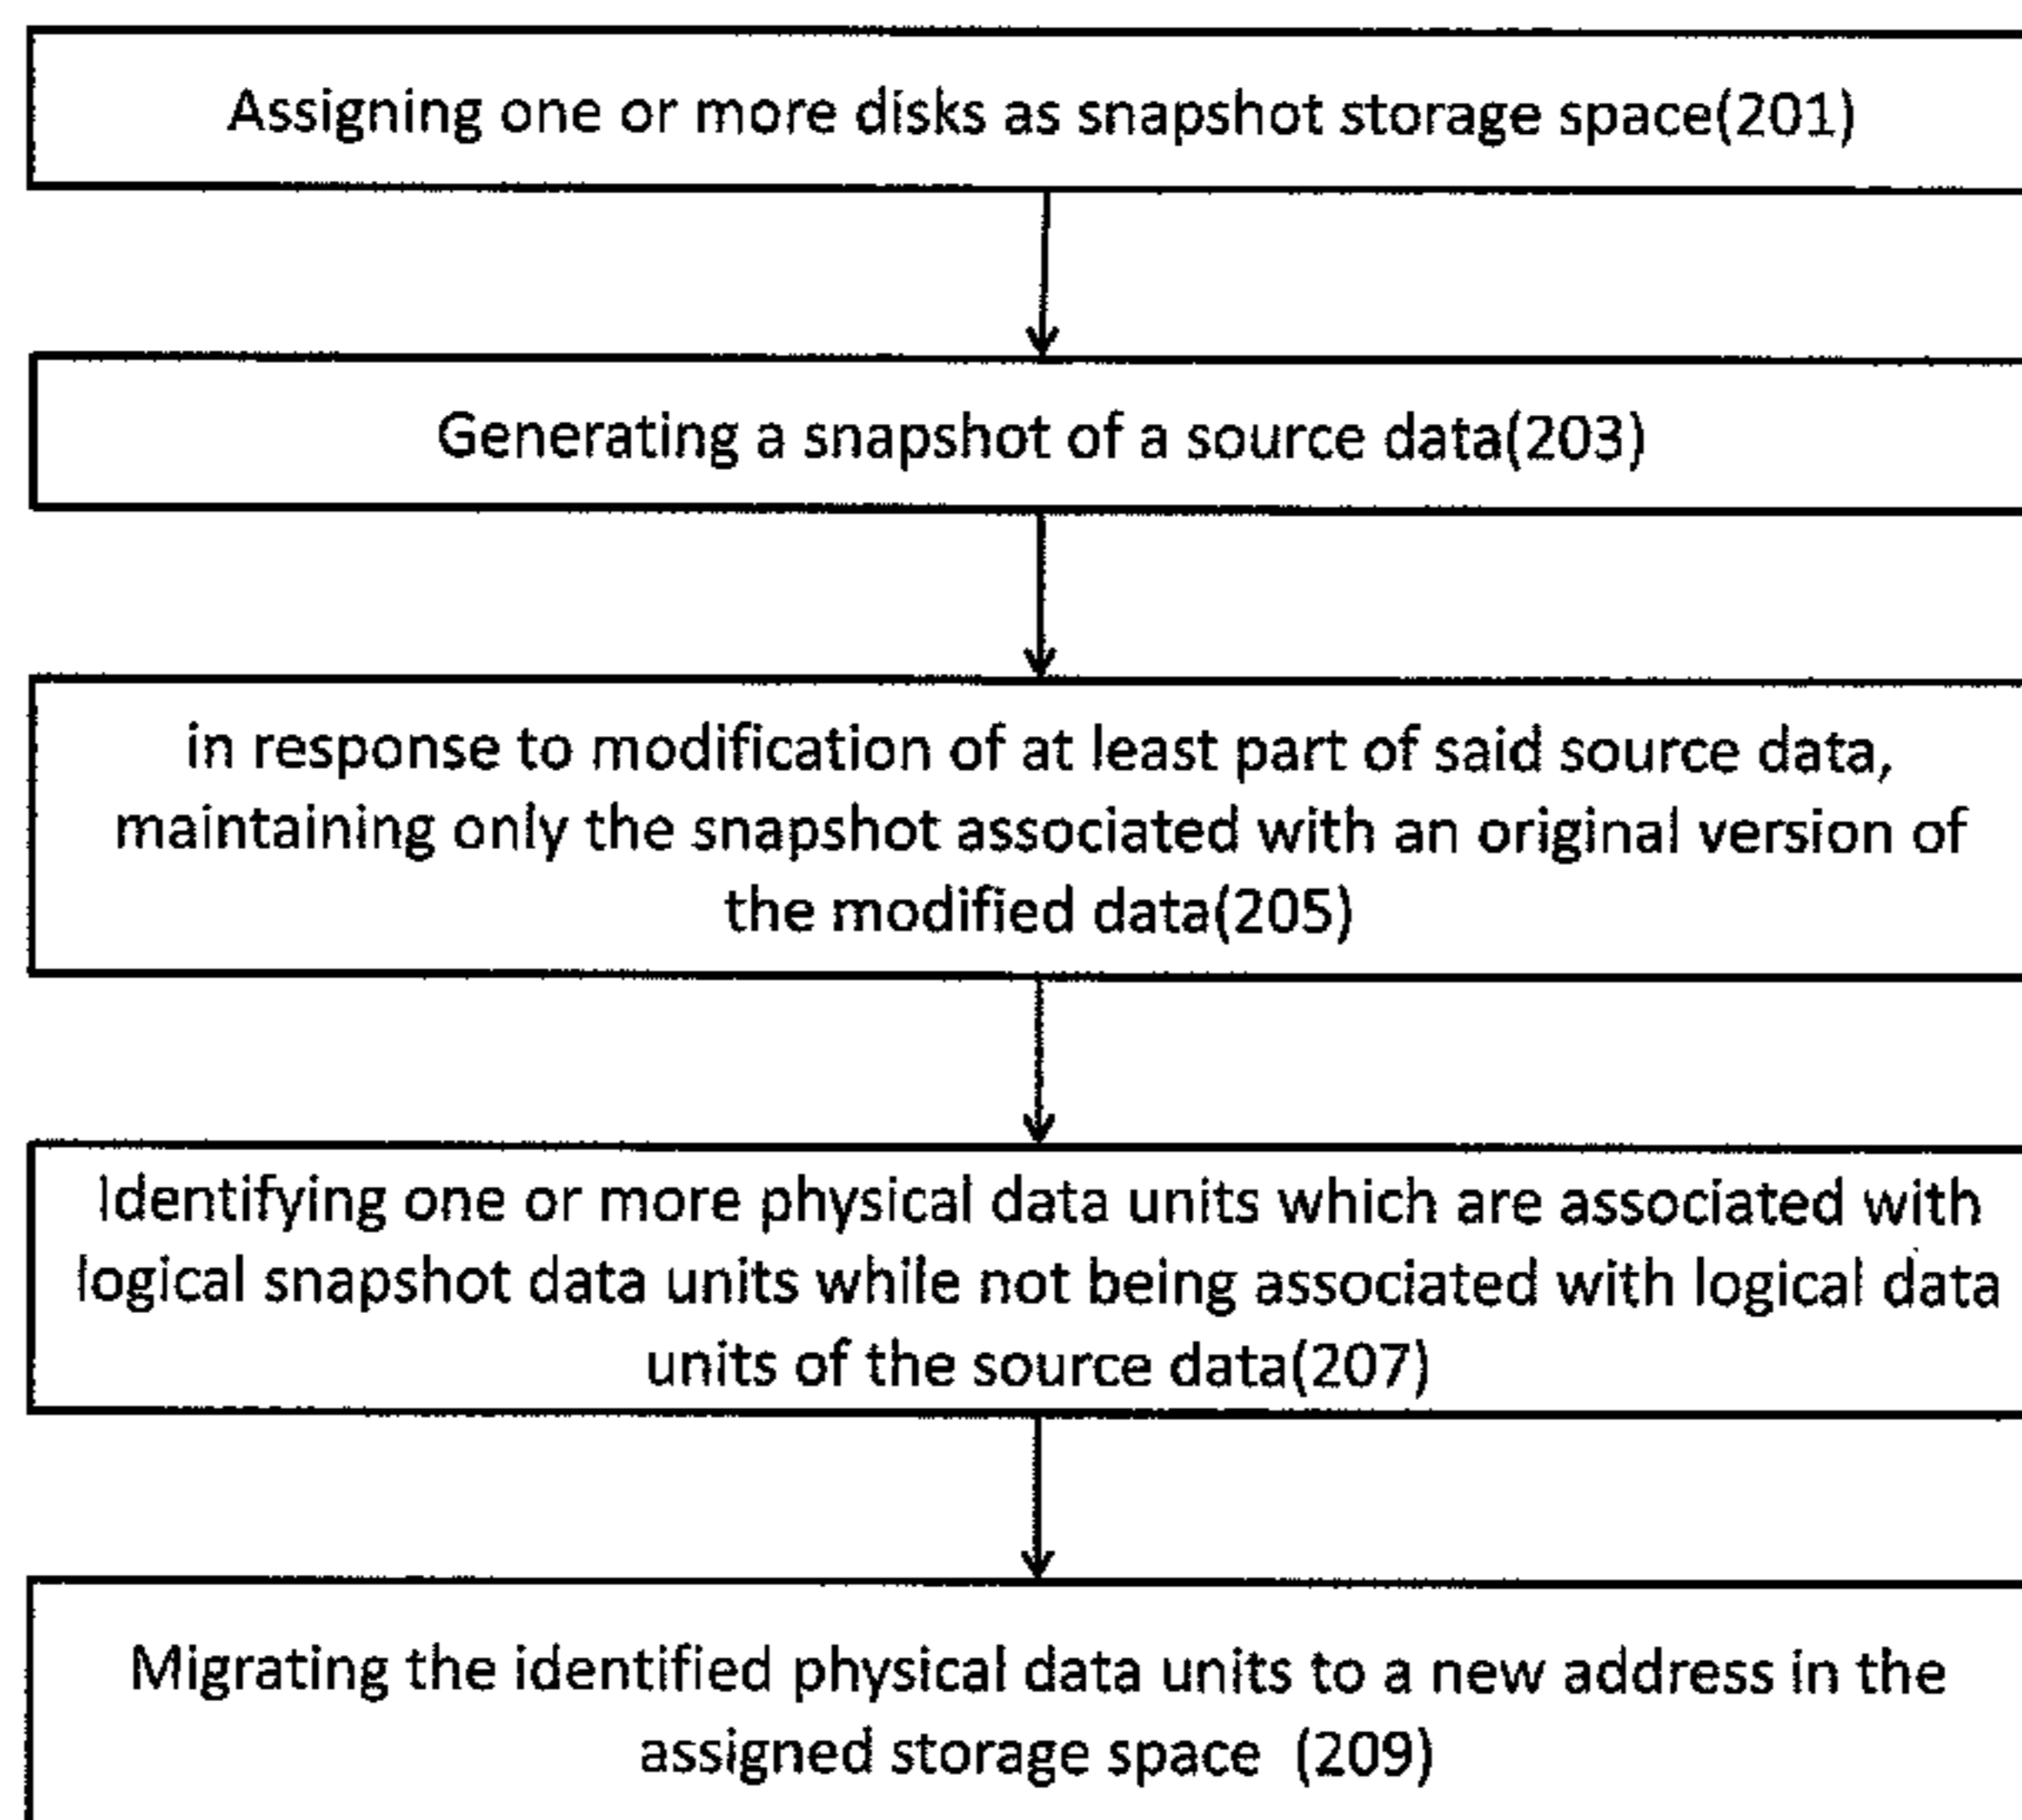 Assigning one or more disks as snapshot storage space(201)
Generating a snapshot of a source data(203)
in response to modification of at least part of said source data,
maintaining only the snapshot associated with an original version of
the modified data(205)
Identifying one or more physical data units which are associated with
logical snapshot data units while not being associated with logical data
units of the source data(207)
Migrating the identified physical data units to a new address in the
assigned storage space (209)